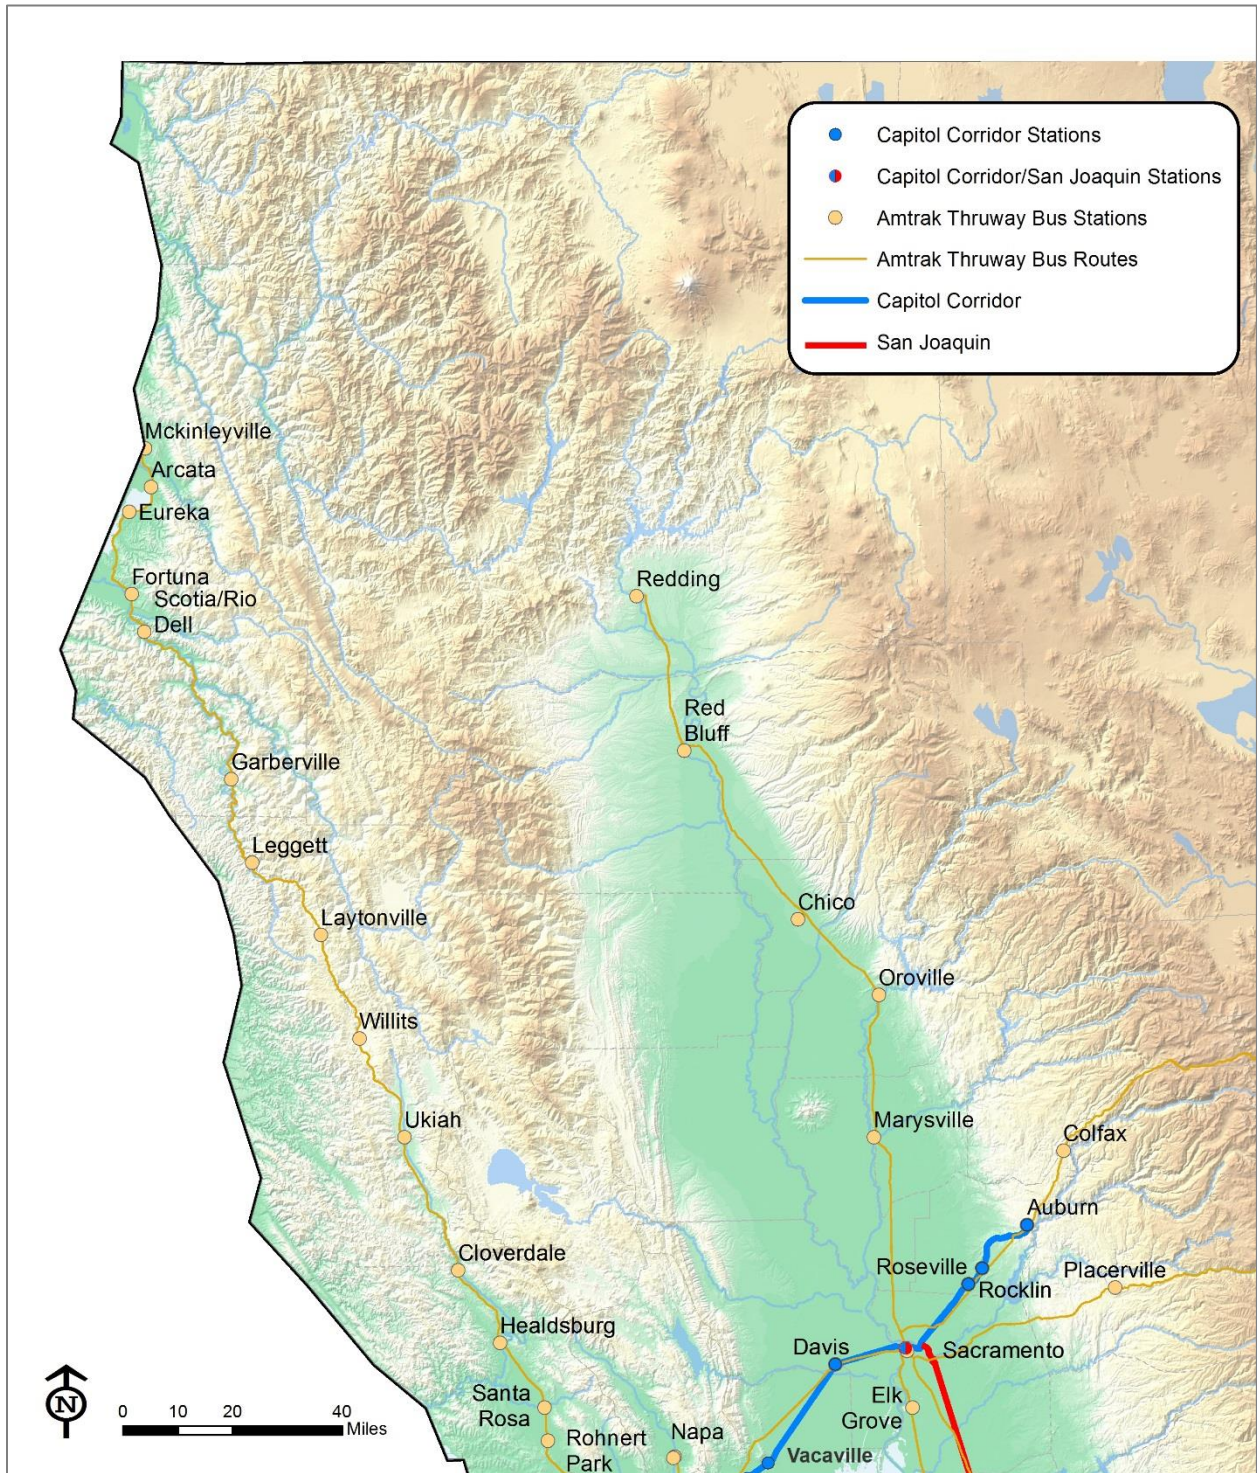 Capitol Corridor Stations
Capitol Corridor/San Joaquin Stations
Amtrak Thruway Bus Stations
Amtrak Thruway Bus Routes
Capitol Corridor
San Joaquin
Mckinleyville
Arcata
Eureka
Fortuna
Scotia/Rio
Dell
Redding
Red
Bluff
Garberville
Leggett
Laytonville
Chico
Oroville
Willits
Ukiah
Marysville
Colfax
Auburn
Cloverdale
Roseville
Rocklin
Placerville
Healdsburg
Davis
Sacramento
Santa
Rosa
Elk
Grove
Rohnert
Park
Napa
Vacaville
N
0 10 20 40
Miles